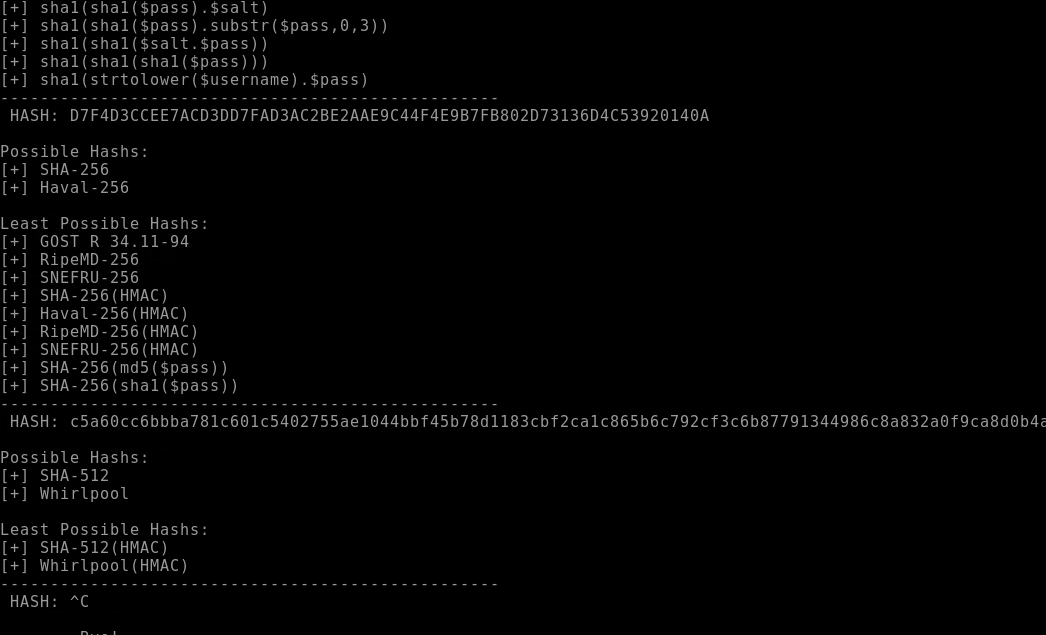 [+] sha1(sha1($pass).$salt)
[+] sha1(sha1($pass).substr($pass,0,3))
[+] sha1(sha1($salt.$pass))
[+] sha1(sha1(sha1($pass)))
[+] sha1(strtolower($username).$pass)
--------------------------------------------------
HASH: D7F4D3CCEE7ACD3DD7FAD3AC2BE2AAE9C44F4E9B7FB802D73136D4C53920140A
Possible Hashs:
[+] SHA-256
[+] Haval-256
Least Possible Hashs:
[+] GOST R 34.11-94
[+] RipeMD-256
[+] SNEFRU-256
[+] SHA-256(HMAC)
[+] Haval-256(HMAC)
[+] RipeMD-256(HMAC)
[+] SNEFRU-256(HMAC)
[+] SHA-256(md5($pass))
[+] SHA-256(sha1($pass))
--------------------------------------------------
HASH: c5a60cc6bbba781c601c5402755ae1044bbf45b78d1183cbf2ca1c865b6c792cf3c6b87791344986c8a832a0f9ca8d0b4a
Possible Hashs:
[+] SHA-512
[+] Whirlpool
Least Possible Hashs:
[+] SHA-512(HMAC)
[+] Whirlpool(HMAC)
--------------------------------------------------
HASH: ^C